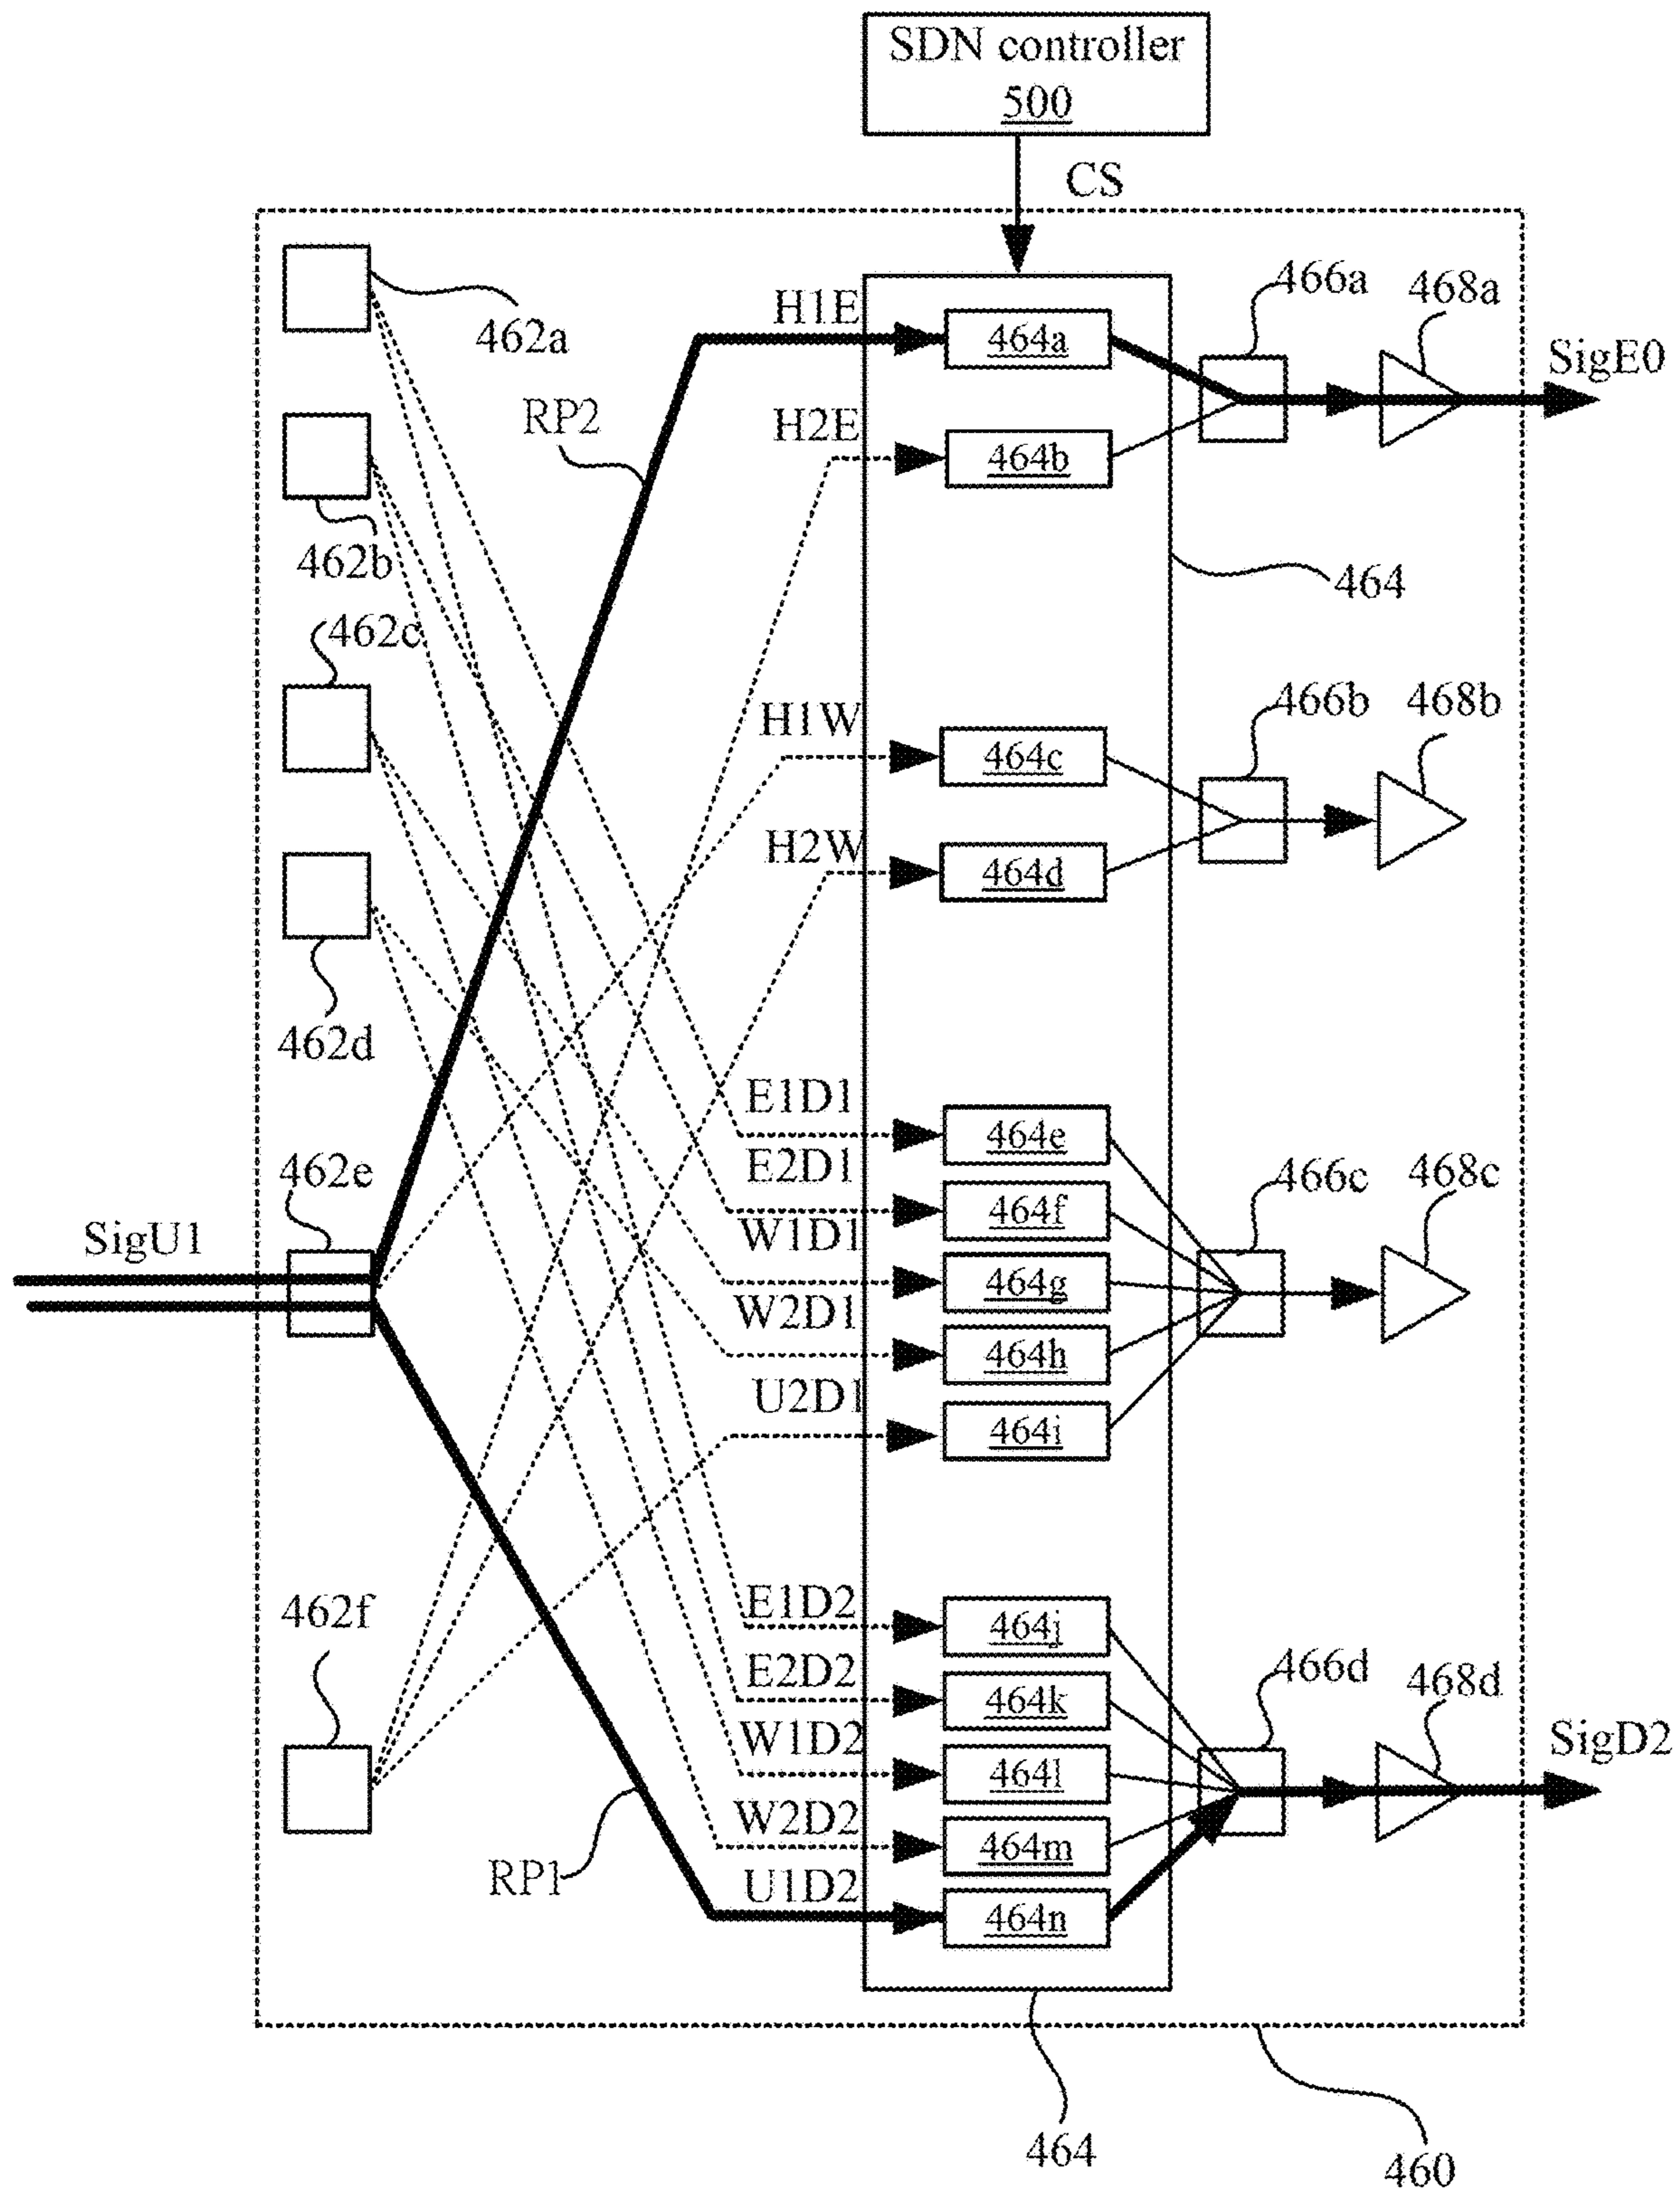 SDN controller
500
CS
462a
H1E
464a
466a
468a
SigE0
RP2
H2E
464b
462b
464
462c
H1W
464c
466b
468b
H2W
464d
462d
E1D1
464e
E2D1
464f
466c
468c
462e
SigU1
W1D1
464g
W2D1
464h
U2D1
464i
462f
E1D2
464j
E2D2
464k
466d
468d
SigD2
W1D2
464l
W2D2
464m
RP1
U1D2
464n
464
460